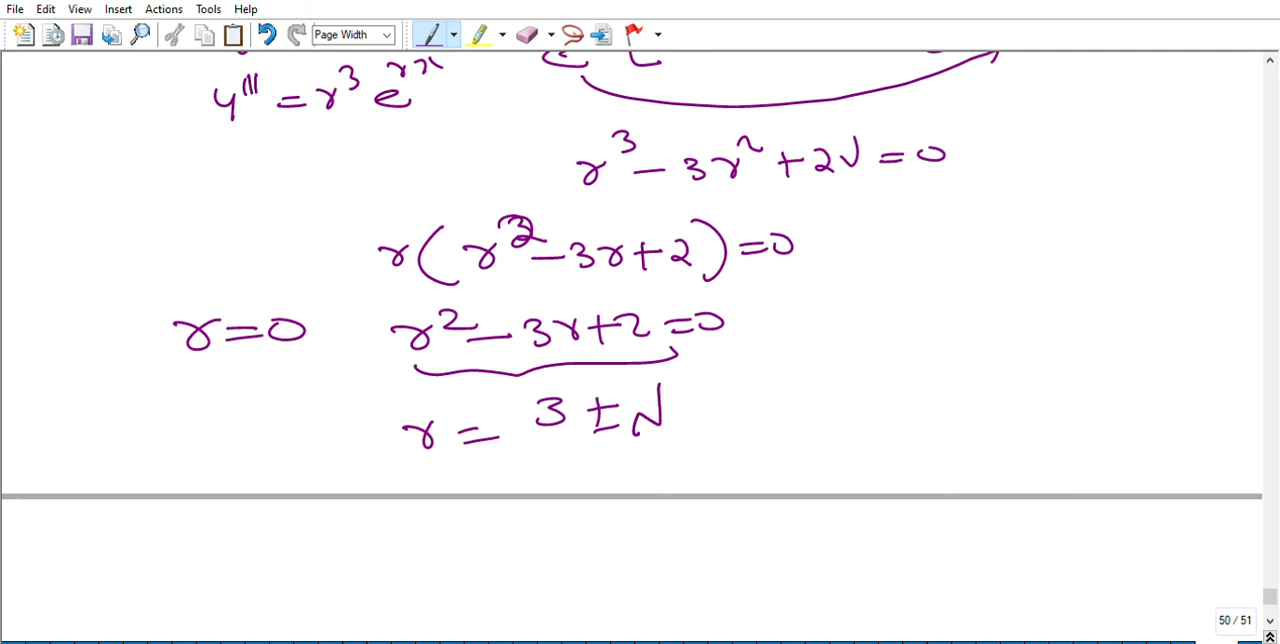 File Edit View Insert Actions Tools Help
Page Width
y''' = r³ e^{rx}
r³ - 3r² + 2r = 0
r(r² - 3r + 2) = 0
r = 0 r² - 3r + 2 = 0
r = 3 ± √
50 / 51